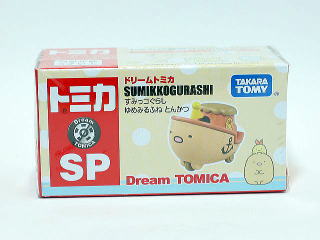 トミカ
Dream
TOMICA
SP
ドリームトミカ
SUMIKKOGURASHI
すみっコぐらし
ゆめみるふね とんかつ
TAKARA
TOMY
Dream TOMICA